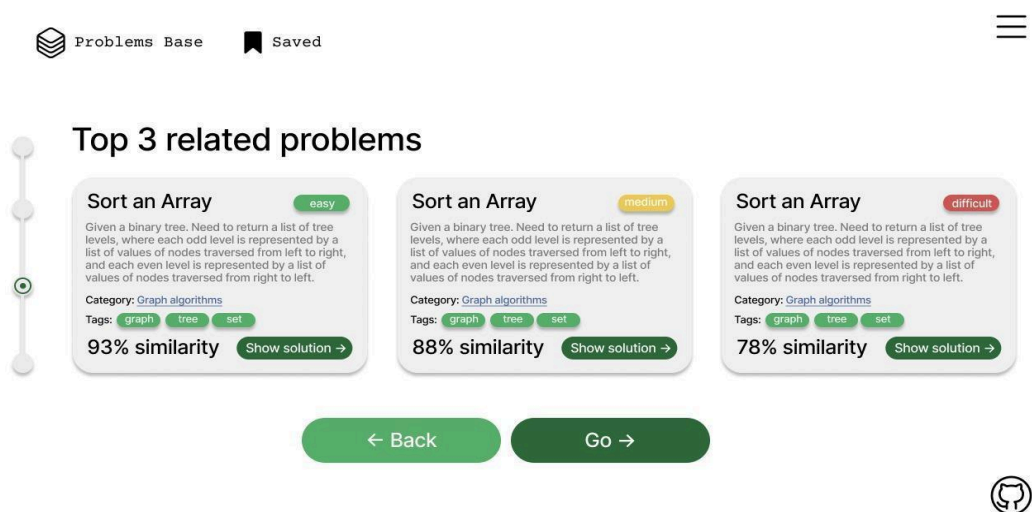 Problems Base
Saved
Top 3 related problems
Sort an Array
easy
Given a binary tree. Need to return a list of tree
levels, where each odd level is represented by a
list of values of nodes traversed from left to right,
and each even level is represented by a list of
values of nodes traversed from right to left.
Category: Graph algorithms
Tags: graph tree set
93% similarity
Show solution →
Sort an Array
medium
Given a binary tree. Need to return a list of tree
levels, where each odd level is represented by a
list of values of nodes traversed from left to right,
and each even level is represented by a list of
values of nodes traversed from right to left.
Category: Graph algorithms
Tags: graph tree set
88% similarity
Show solution →
Sort an Array
difficult
Given a binary tree. Need to return a list of tree
levels, where each odd level is represented by a
list of values of nodes traversed from left to right,
and each even level is represented by a list of
values of nodes traversed from right to left.
Category: Graph algorithms
Tags: graph tree set
78% similarity
Show solution →
← Back
Go →